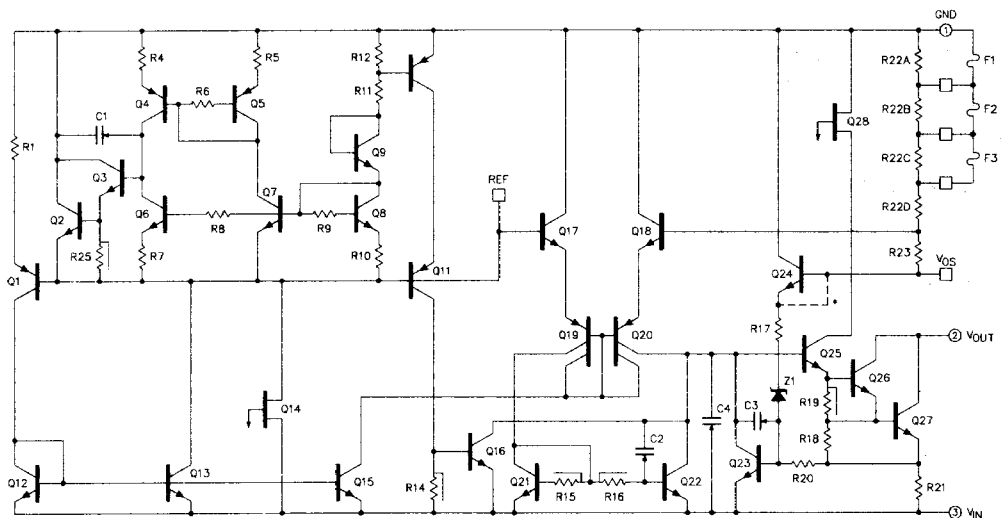 GND
1
R4
R5
R12
R22A
F1
R11
Q4
R6
Q5
R22B
F2
C1
Q28
R1
Q9
Q3
R22C
F3
REF
Q2
Q6
R8
Q7
R9
Q8
R22D
Q17
Q18
R25
R7
R10
R23
Q1
Q11
Q24
VOS
*
R17
Q19
Q20
2 VOUT
Q25
Q26
Z1
Q14
R19
C4
C3
Q27
C2
R18
Q16
Q12
Q13
Q15
R14
Q21
R15
R16
Q22
Q23
R20
R21
3 VIN